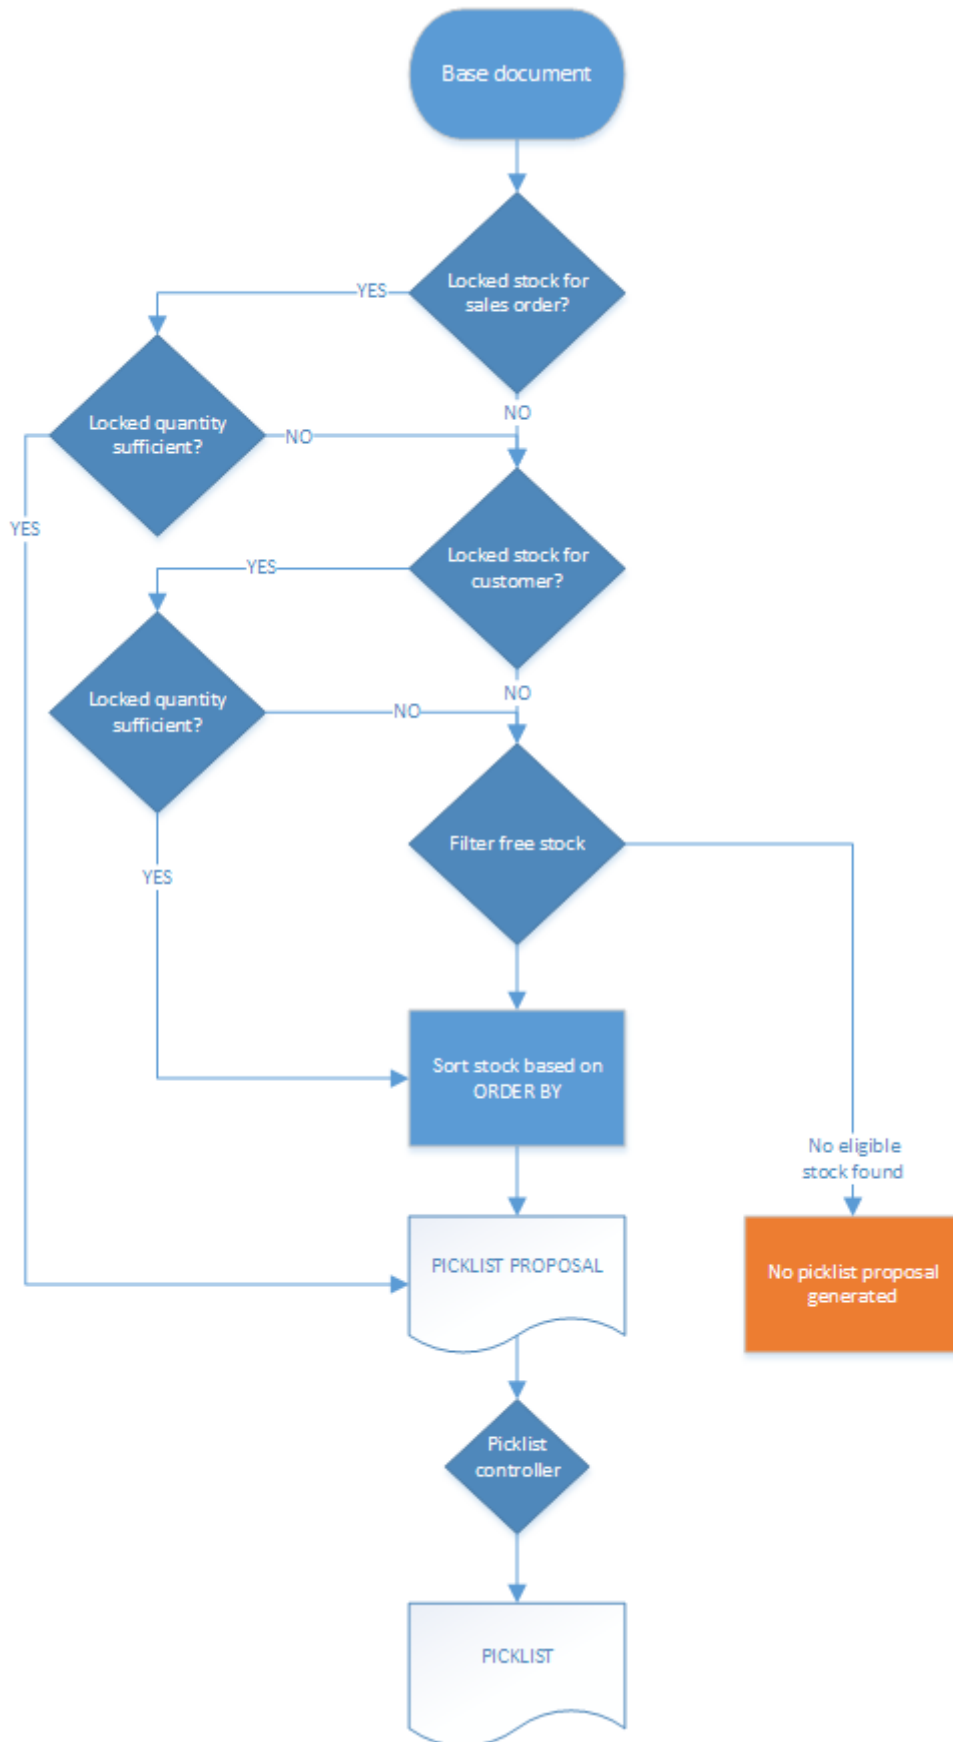 Base document
Locked stock for
sales order?
YES
NO
Locked quantity
sufficient?
NO
YES
Locked stock for
customer?
YES
NO
Locked quantity
sufficient?
NO
YES
Filter free stock
Sort stock based on
ORDER BY
No eligible
stock found
PICKLIST PROPOSAL
No picklist proposal
generated
Picklist
controller
PICKLIST